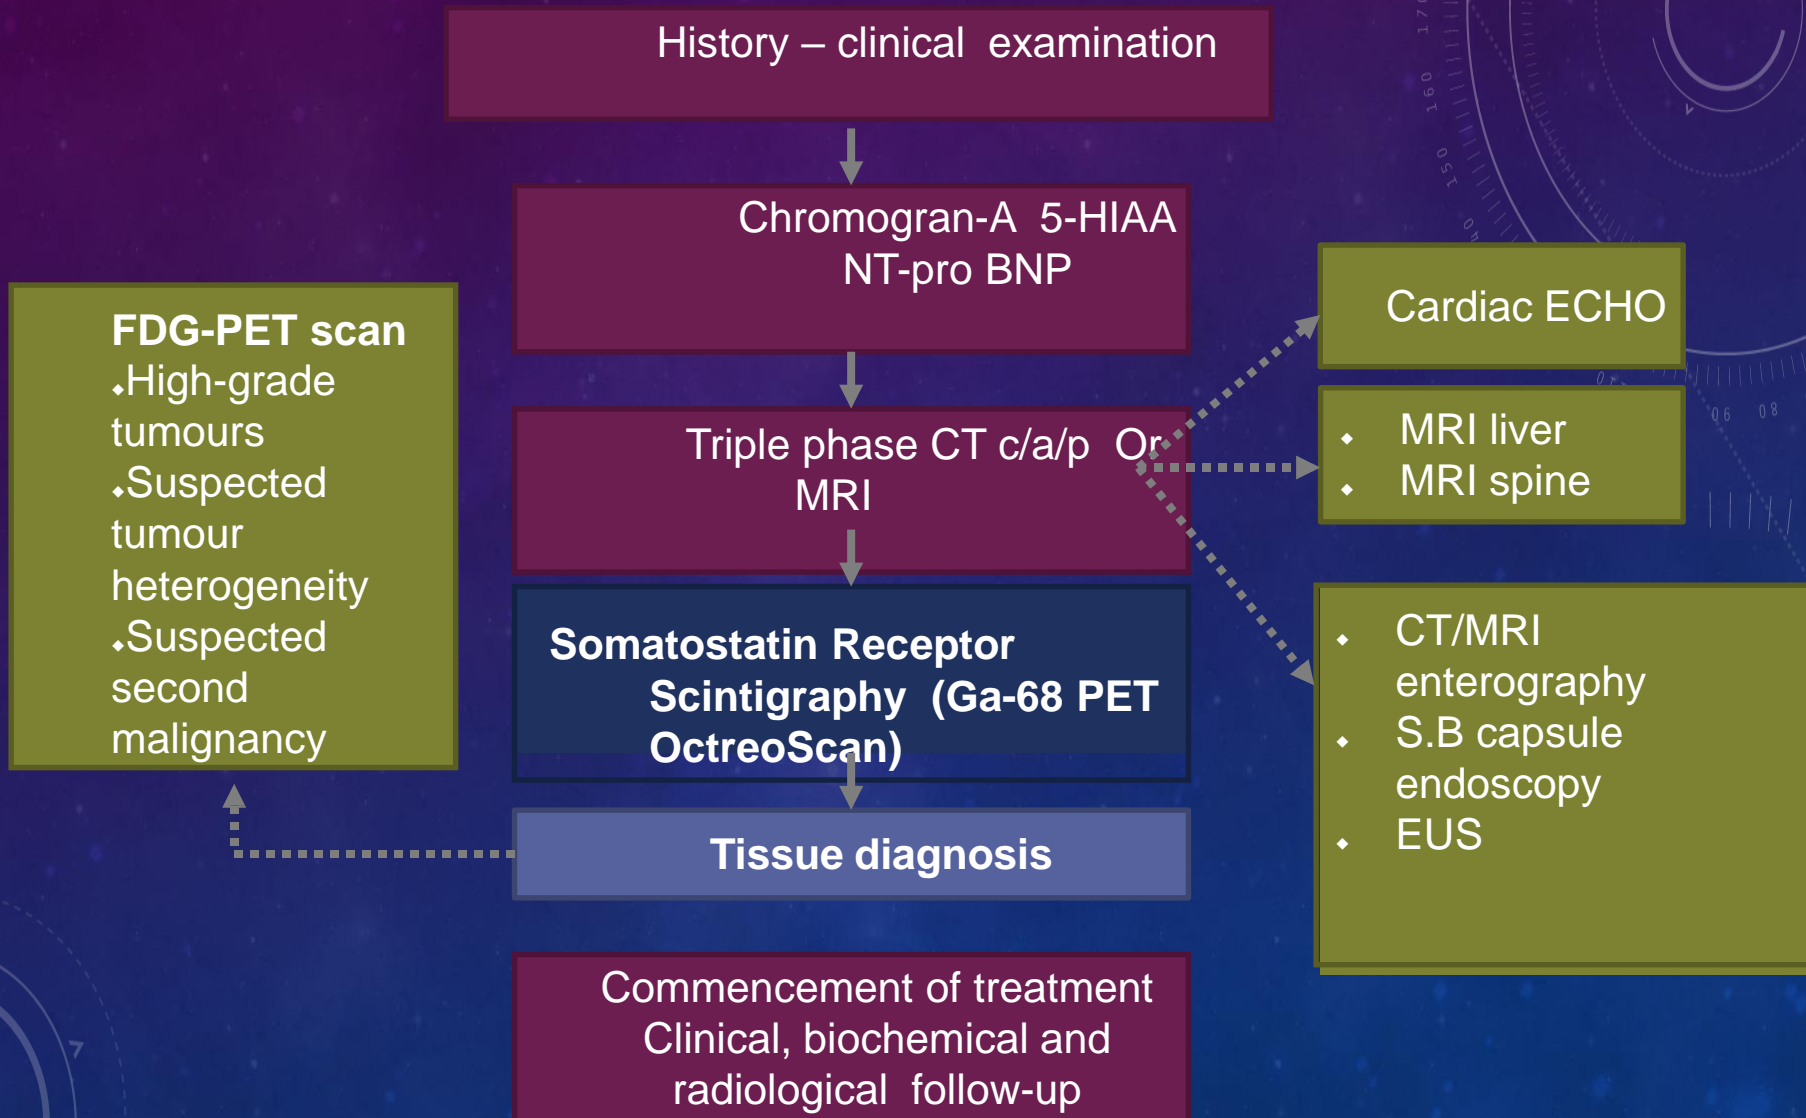 History – clinical examination
Chromogran-A 5-HIAA
NT-pro BNP
FDG-PET scan
⬥High-grade
tumours
⬥Suspected
tumour
heterogeneity
⬥Suspected
second
malignancy
Triple phase CT c/a/p Or
MRI
Cardiac ECHO
⬥ MRI liver
⬥ MRI spine
Somatostatin Receptor
Scintigraphy (Ga-68 PET
OctreoScan)
⬥ CT/MRI
enterography
⬥ S.B capsule
endoscopy
⬥ EUS
Tissue diagnosis
Commencement of treatment
Clinical, biochemical and
radiological follow-up
160
150